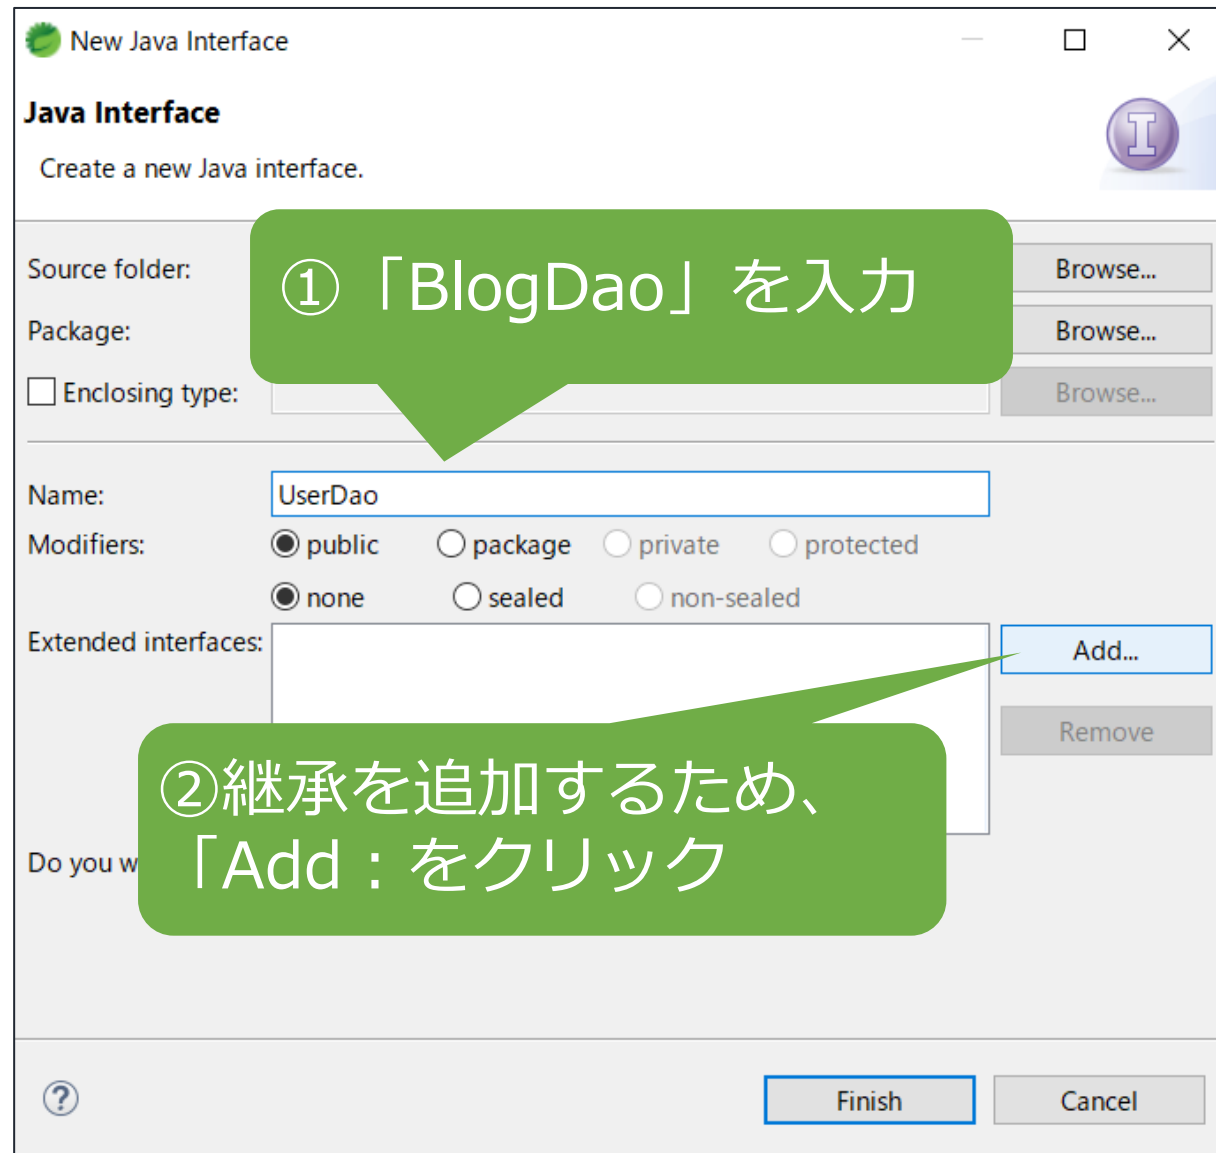 New Java Interface
Java Interface
Create a new Java interface.
Source folder:
Browse...
①「BlogDao」を入力
Package:
Browse...
Enclosing type:
Browse...
Name:
UserDao
Modifiers:
public package private protected
none sealed non-sealed
Extended interfaces:
Add...
Remove
②継承を追加するため、
「Add：をクリック
Do you w
Finish
Cancel